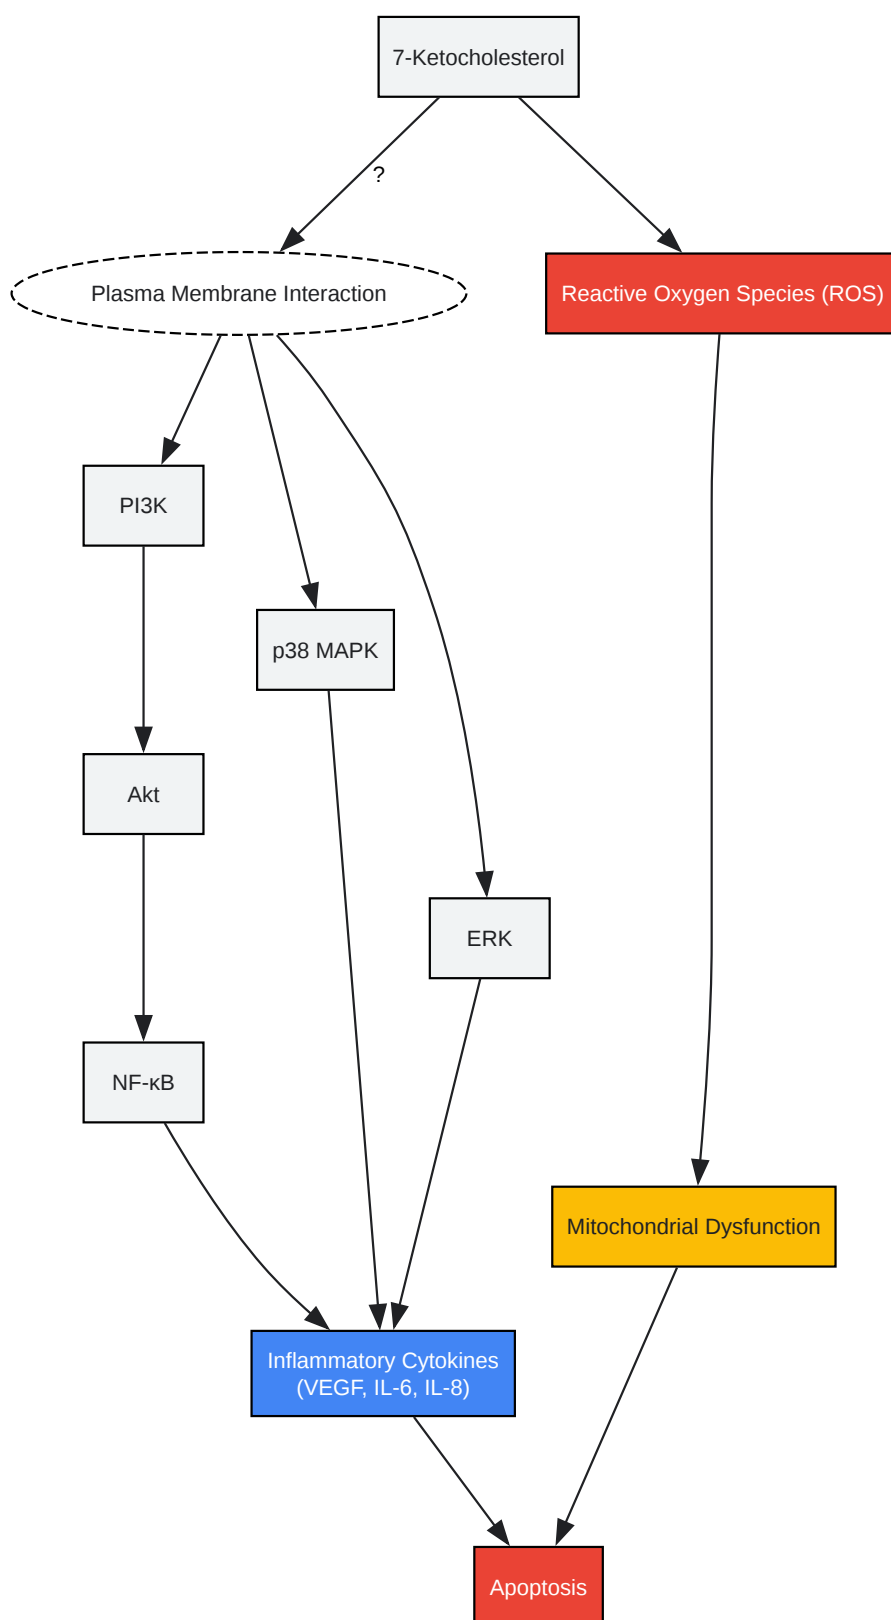 7-Ketocholesterol
?
Plasma Membrane Interaction
Reactive Oxygen Species (ROS)
PI3K
p38 MAPK
Akt
ERK
NF-κB
Mitochondrial Dysfunction
Inflammatory Cytokines
(VEGF, IL-6, IL-8)
Apoptosis